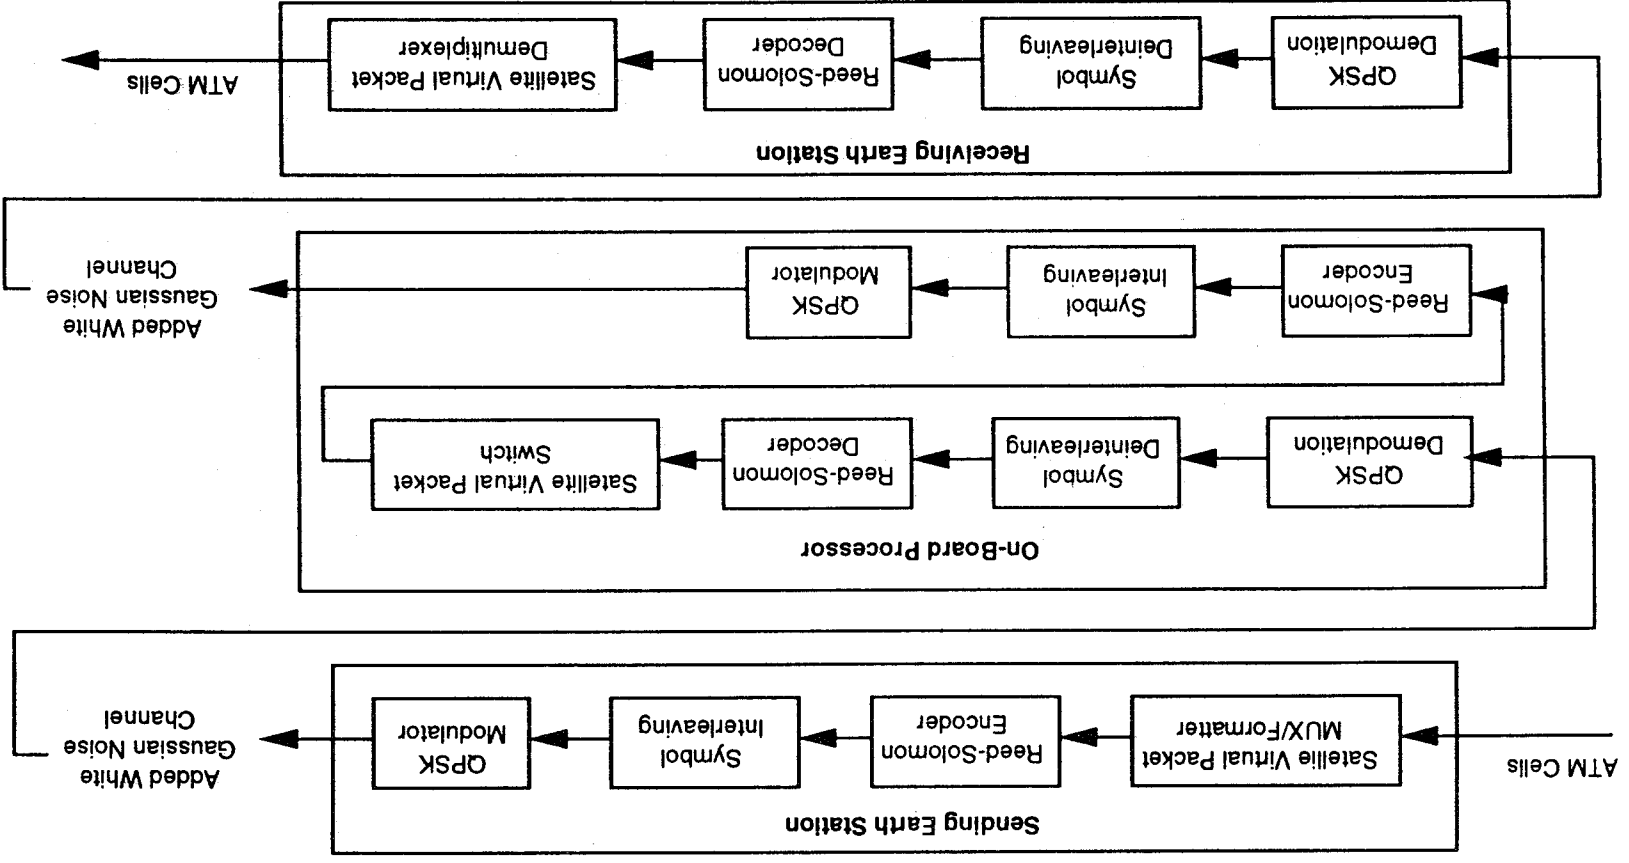 Sending Earth Station
ATM Cells
Satellie Virtual Packet
MUX/Formatter
Reed-Solomon
Encoder
Symbol
Interleaving
QPSK
Modulator
Added White
Gaussian Noise
Channel
On-Board Processor
QPSK
Demodulation
Symbol
Deinterleaving
Reed-Solomon
Decoder
Satellite Virtual Packet
Switch
Reed-Solomon
Encoder
Symbol
Interleaving
QPSK
Modulator
Added White
Gaussian Noise
Channel
Receiving Earth Station
QPSK
Demodulation
Symbol
Deinterleaving
Reed-Solomon
Decoder
Satellite Virtual Packet
Demultiplexer
ATM Cells